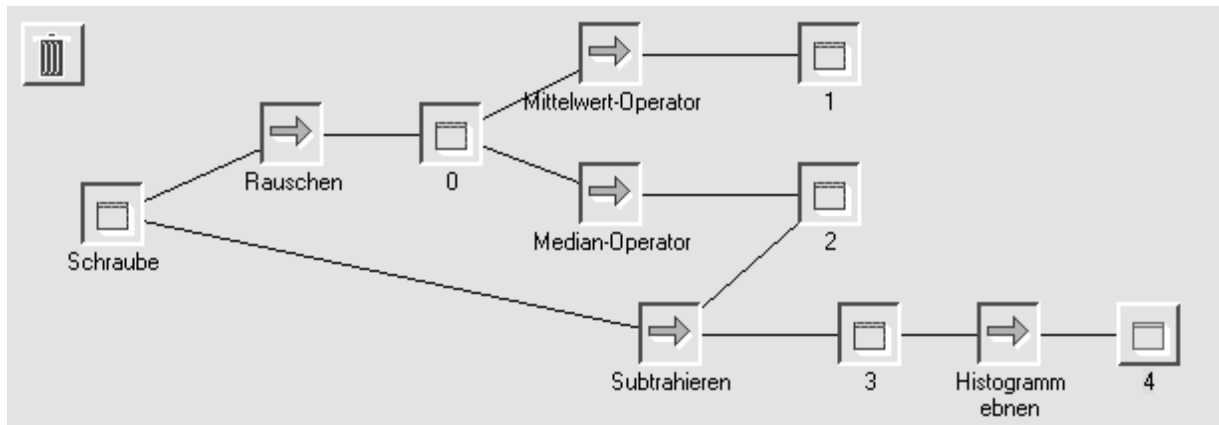 Mittelwert-Operator
1
Rauschen
0
Median-Operator
2
Schraube
Subtrahieren
3
Histogramm
ebnen
4